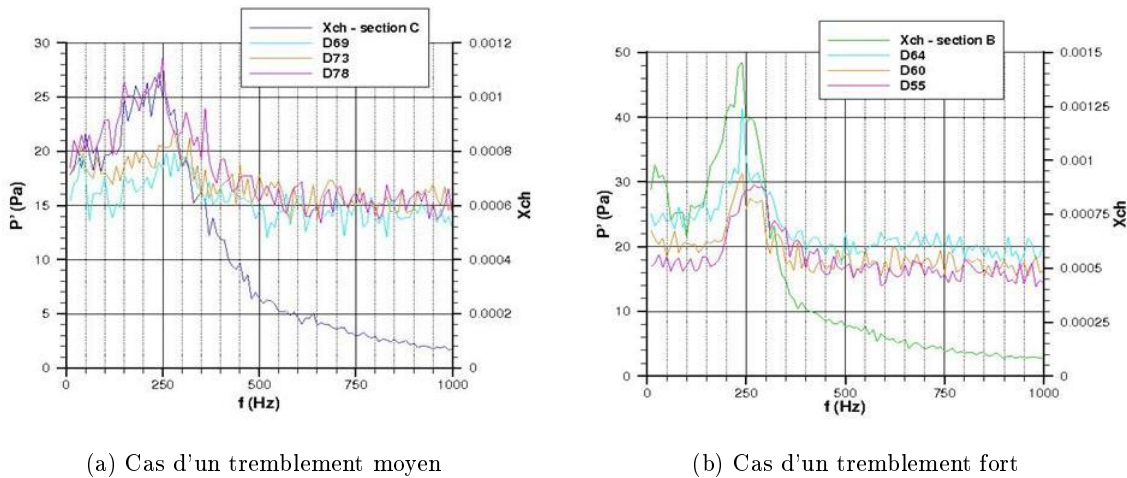 Xch - section C
D69
D73
D78
30
25
20
15
10
5
0
P' (Pa)
0.0012
0.001
0.0008
0.0006
0.0004
0.0002
0
Xch
0
250
500
750
1000
f (Hz)
(a) Cas d'un tremblement moyen
Xch - section B
D64
D60
D55
50
40
30
20
10
0
P' (Pa)
0.0015
0.00125
0.001
0.00075
0.0005
0.00025
0
Xch
0
250
500
750
1000
f (Hz)
(b) Cas d'un tremblement fort